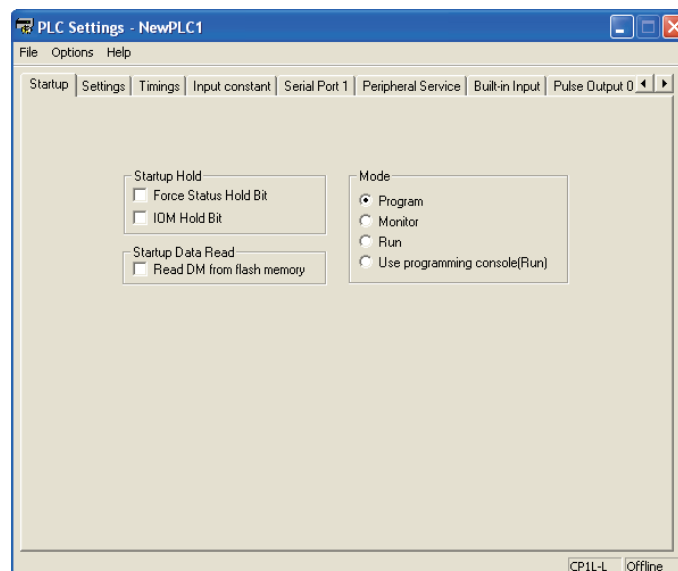 PLC Settings - NewPLC1
File Options Help
Startup Settings Timings Input constant Serial Port 1 Peripheral Service Built-in Input Pulse Output 0
Startup Hold
Force Status Hold Bit
IOM Hold Bit
Startup Data Read
Read DM from flash memory
Mode
Program
Monitor
Run
Use programming console(Run)
CP1L-L Offline